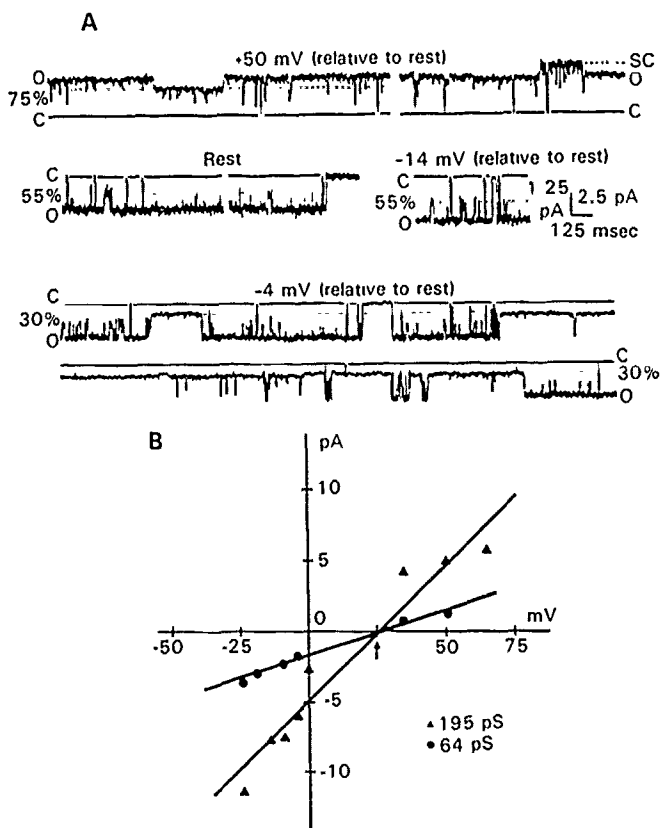 A
+50 mV (relative to rest)
O
75%
C
SC
O
C
Rest
C
55%
O
-14 mV (relative to rest)
C
55%
O
25
pA
2.5 pA
125 msec
-4 mV (relative to rest)
C
30%
O
C
30%
O
B
pA
10
5
0
mV
-50
-25
25
50
75
-5
-10
▲ 195 pS
● 64 pS